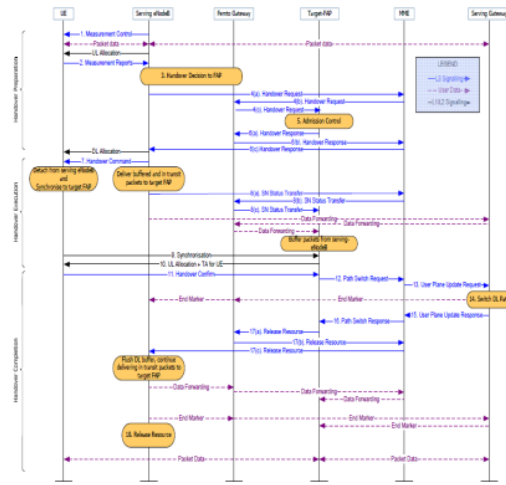 UE
Serving eNodeB
Femto Gateway
Target-FAP
MME
Serving Gateway
1. Measurement Control
Packet data
Packet data
UL Allocation
2. Measurement Reports
LEGEND
L3 Signalling
User Data
L1/L2 Signalling
3. Handover Decision to FAP
4(a). Handover Request
4(b). Handover Request
4(c). Handover Request
5. Admission Control
6(a). Handover Response
6(b). Handover Response
6(c) Handover Response
DL Allocation
7. Handover Command
Handover Preparation
Detach from serving eNodeB
and
Synchronise to target FAP
Deliver buffered and in transit
packets to target FAP
8(a). SN Status Transfer
8(b). SN Status Transfer
8(c). SN Status Transfer
Data Forwarding
Data Forwarding
Data Forwarding
Buffer packets from serving-
eNodeB
Handover Execution
9. Synchronisation
10. UL Allocation + TA for UE
11. Handover Confirm
12. Path Switch Request
13. User Plane Update Request
14. Switch DL
End Marker
End Marker
15. User Plane Update Response
16. Path Switch Response
17(a). Release Resource
17(b). Release Resource
17(c). Release Resource
Flush DL buffer, continue
delivering in transit packets to
target FAP
Data Forwarding
Data Forwarding
Data Forwarding
End Marker
End Marker
End Marker
18. Release Resource
Packet Data
Packet Data
Handover Completion